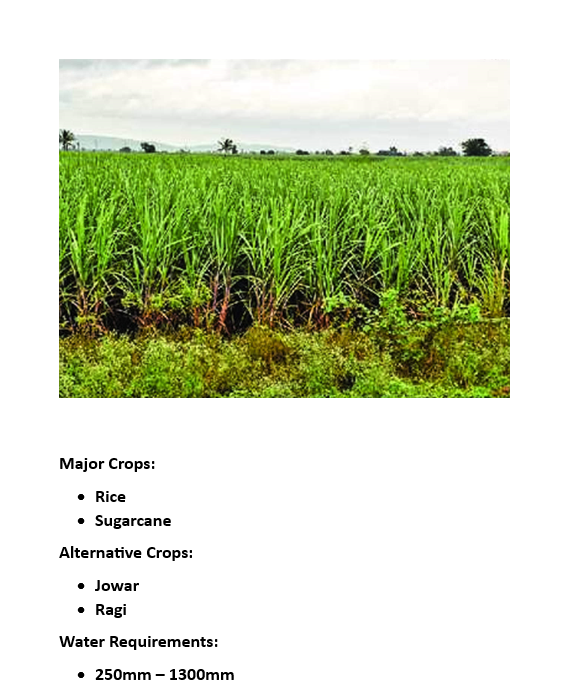 Major Crops:
• Rice
• Sugarcane
Alternative Crops:
• Jowar
• Ragi
Water Requirements:
• 250mm – 1300mm